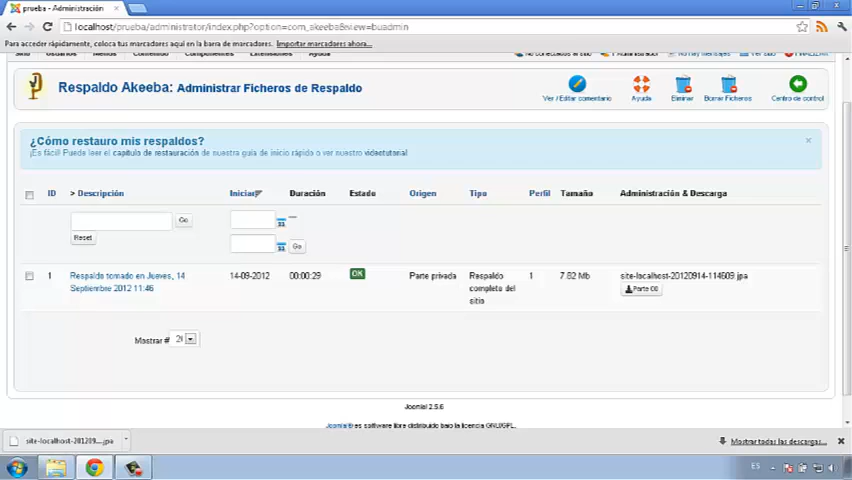 prueba - Administración
localhost/prueba/administrator/index.php?option=com_akeeba&view=buadmin
Para acceder rápidamente, coloca tus marcadores aquí en la barra de marcadores. Importar marcadores ahora...
Respaldo Akeeba: Administrar Ficheros de Respaldo
Ver / Editar comentario Ayuda Eliminar Borrar Ficheros Centro de control
¿Cómo restauro mis respaldos?
¡Es fácil! Puede leer el capítulo de restauración de nuestra guía de inicio rápido o ver nuestro videotutorial
ID > Descripción Iniciar Duración Estado Origen Tipo Perfil Tamaño Administración & Descarga
Go
Reset
Go
1 Respaldo tomado en Jueves, 14 Septiembre 2012 11:46 14-09-2012 00:00:29 OK Parte privada Respaldo completo del sitio 1 7.82 Mb site-localhost-20120914-114609.jpa
Parte 00
Mostrar # 20
Joomla! 2.5.6
Joomla!® es software libre distribuido bajo la licencia GNU/GPL.
site-localhost-201209....jpa
Mostrar todas las descargas...
ES